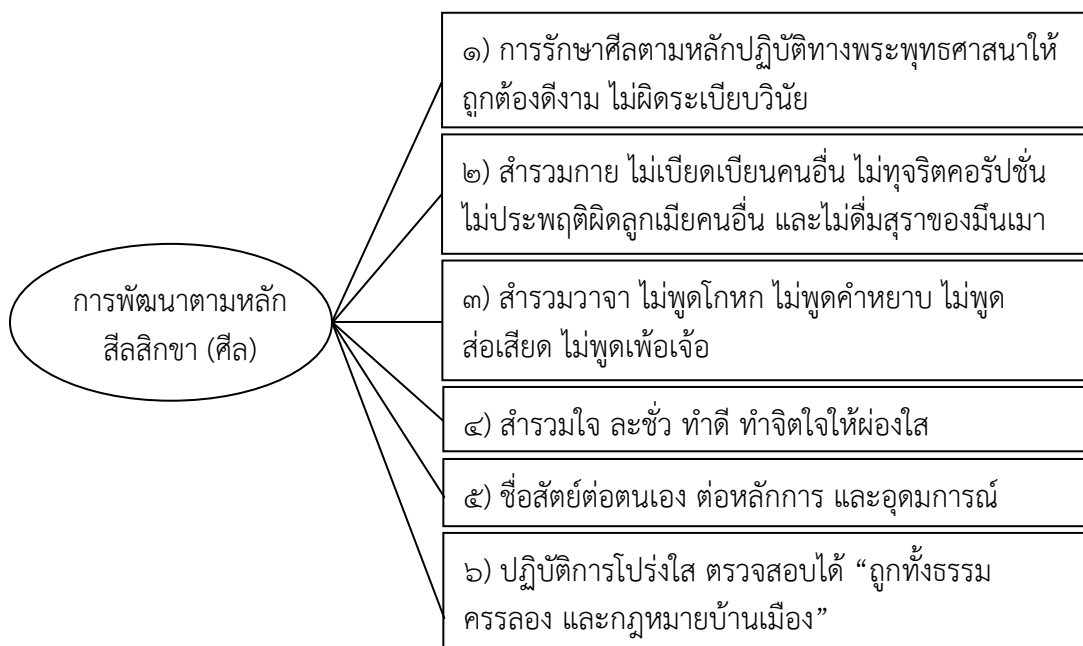 ๑) การรักษาศีลตามหลักปฏิบัติทางพระพุทธศาสนาให้
ถูกต้องดีงาม ไม่ผิดระเบียบวินัย
๒) สำรวมกาย ไม่เบียดเบียนคนอื่น ไม่ทุจริตคอรัปชั่น
ไม่ประพฤติผิดลูกเมียคนอื่น และไม่ดื่มสุราของมึนเมา
การพัฒนาตามหลัก
สีลสิกขา (ศีล)
๓) สำรวมวาจา ไม่พูดโกหก ไม่พูดคำหยาบ ไม่พูด
ส่อเสียด ไม่พูดเพ้อเจ้อ
๔) สำรวมใจ ละชั่ว ทำดี ทำจิตใจให้ผ่องใส
๕) ซื่อสัตย์ต่อตนเอง ต่อหลักการ และอุดมการณ์
๖) ปฏิบัติการโปร่งใส ตรวจสอบได้ “ถูกทั้งธรรม
ครรลอง และกฎหมายบ้านเมือง”